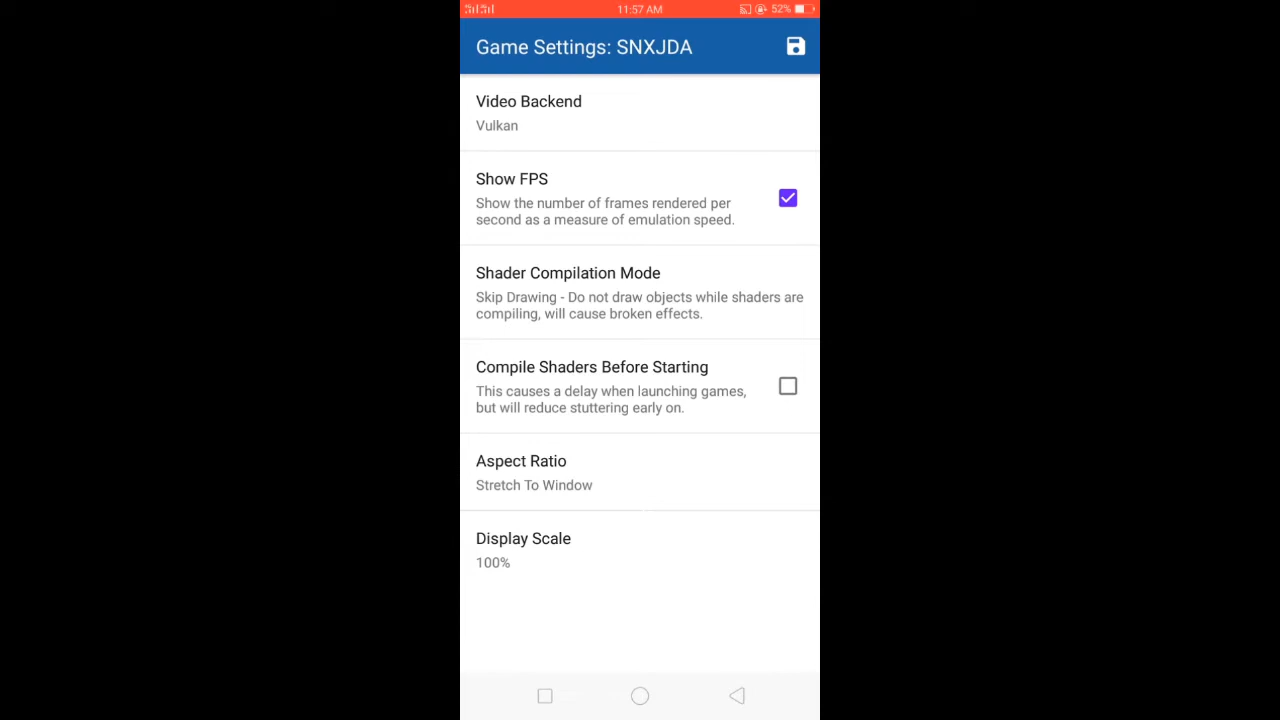 11:57 AM
52%
Game Settings: SNXJDA
Video Backend
Vulkan
Show FPS
Show the number of frames rendered per
second as a measure of emulation speed.
Shader Compilation Mode
Skip Drawing - Do not draw objects while shaders are
compiling, will cause broken effects.
Compile Shaders Before Starting
This causes a delay when launching games,
but will reduce stuttering early on.
Aspect Ratio
Stretch To Window
Display Scale
100%